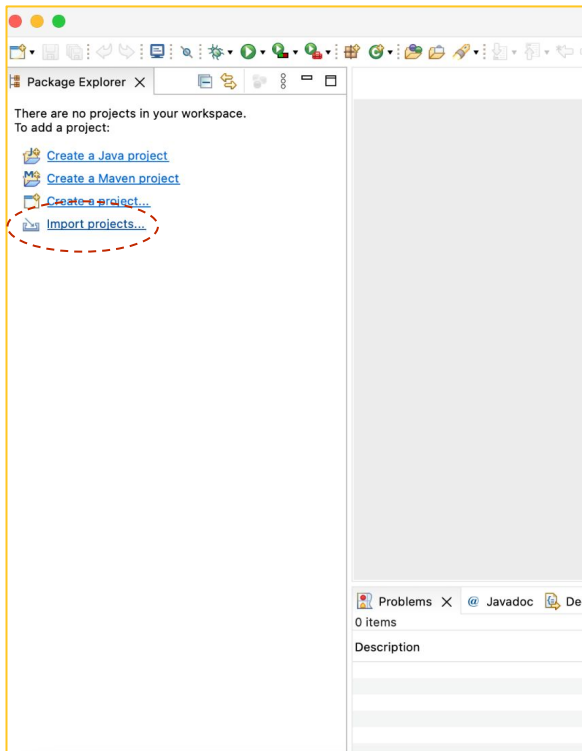 Package Explorer
There are no projects in your workspace.
To add a project:
Create a Java project
Create a Maven project
Create a project...
Import projects...
Problems @ Javadoc De
0 items
Description